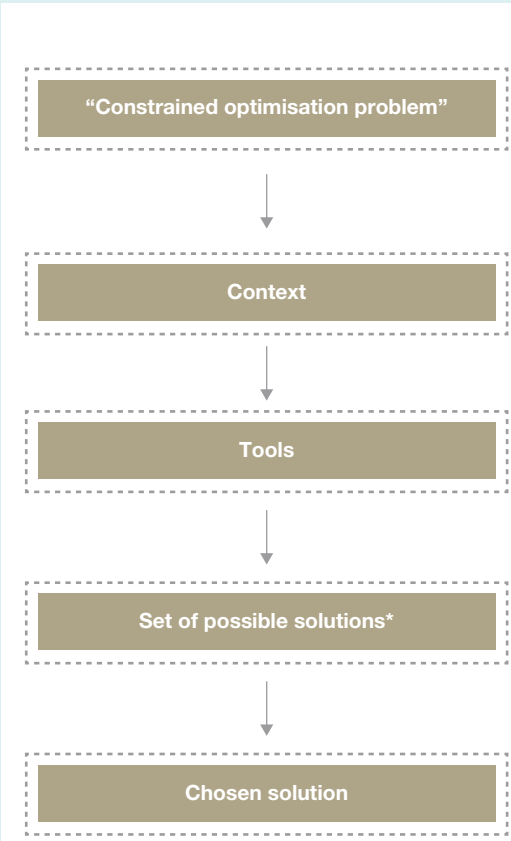 “Constrained optimisation problem”
Context
Tools
Set of possible solutions*
Chosen solution